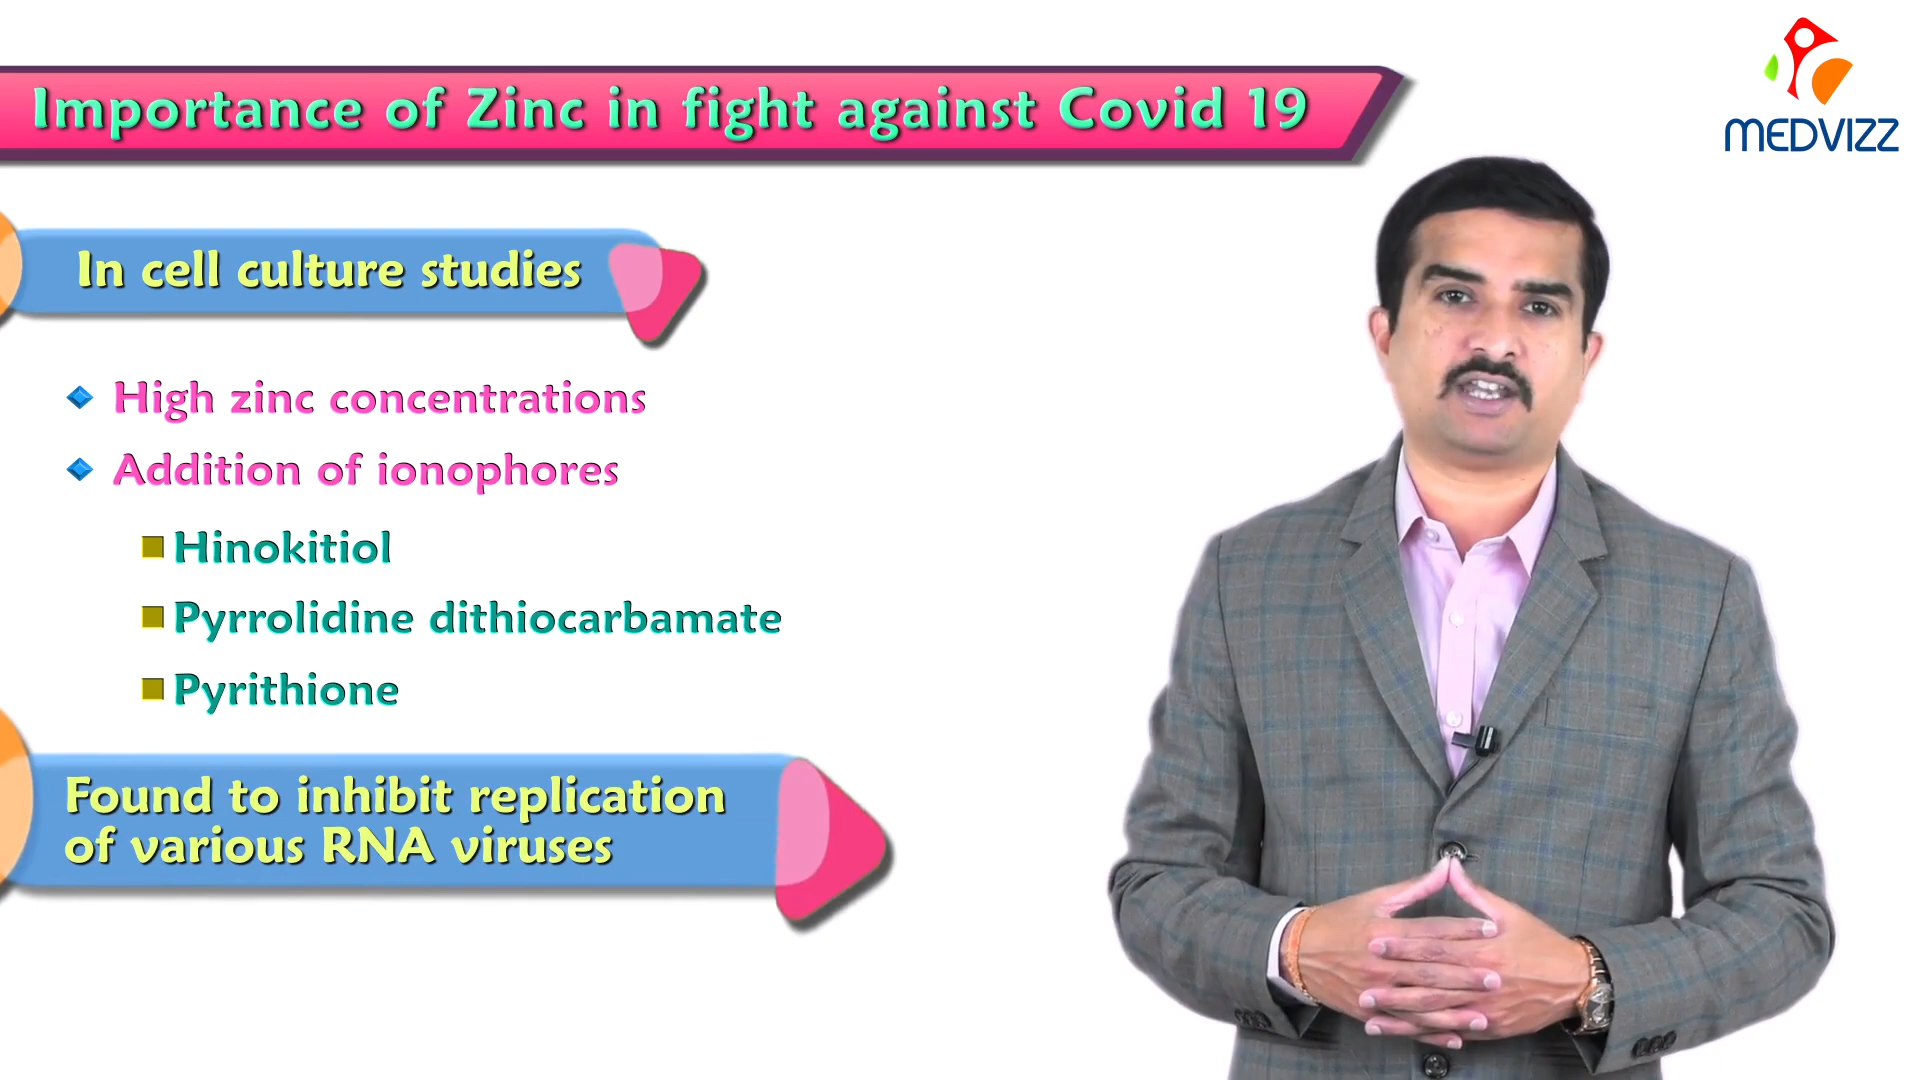 Importance of Zinc in fight against Covid 19
MEDVIZZ
In cell culture studies
High zinc concentrations
Addition of ionophores
Hinokitiol
Pyrrolidine dithiocarbamate
Pyrithione
Found to inhibit replication
of various RNA viruses